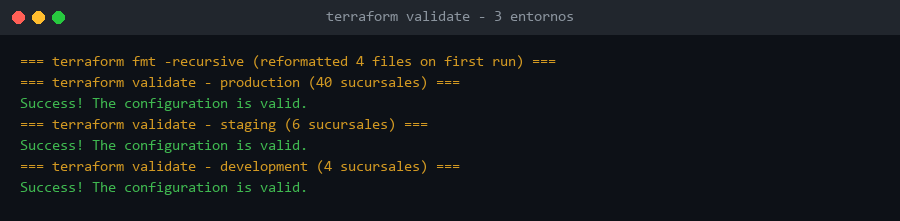 terraform validate - 3 entornos
=== terraform fmt -recursive (reformatted 4 files on first run) ===
=== terraform validate - production (40 sucursales) ===
Success! The configuration is valid.
=== terraform validate - staging (6 sucursales) ===
Success! The configuration is valid.
=== terraform validate - development (4 sucursales) ===
Success! The configuration is valid.